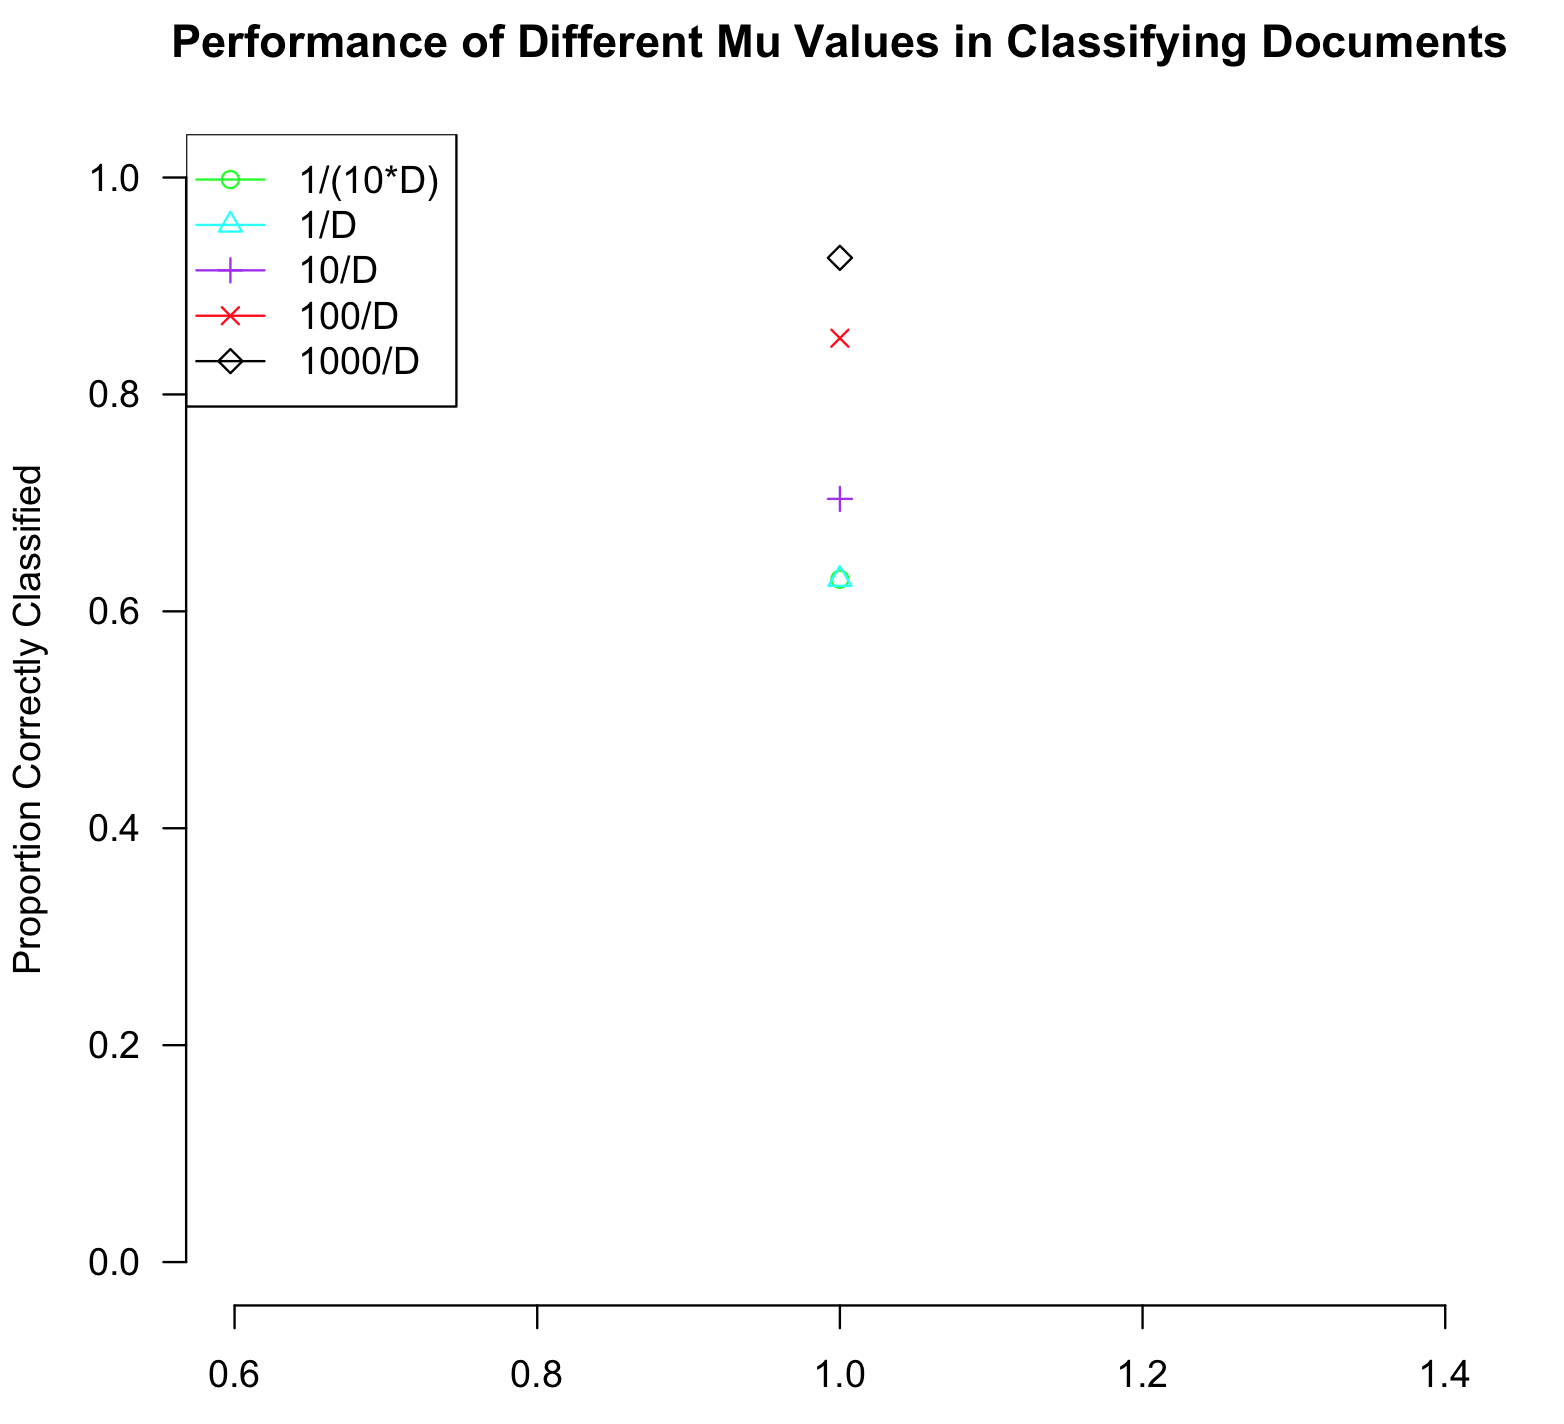 Performance of Different Mu Values in Classifying Documents
1/(10*D)
1/D
10/D
100/D
1000/D
1.0
0.8
0.6
0.4
0.2
0.0
Proportion Correctly Classified
0.6 0.8 1.0 1.2 1.4